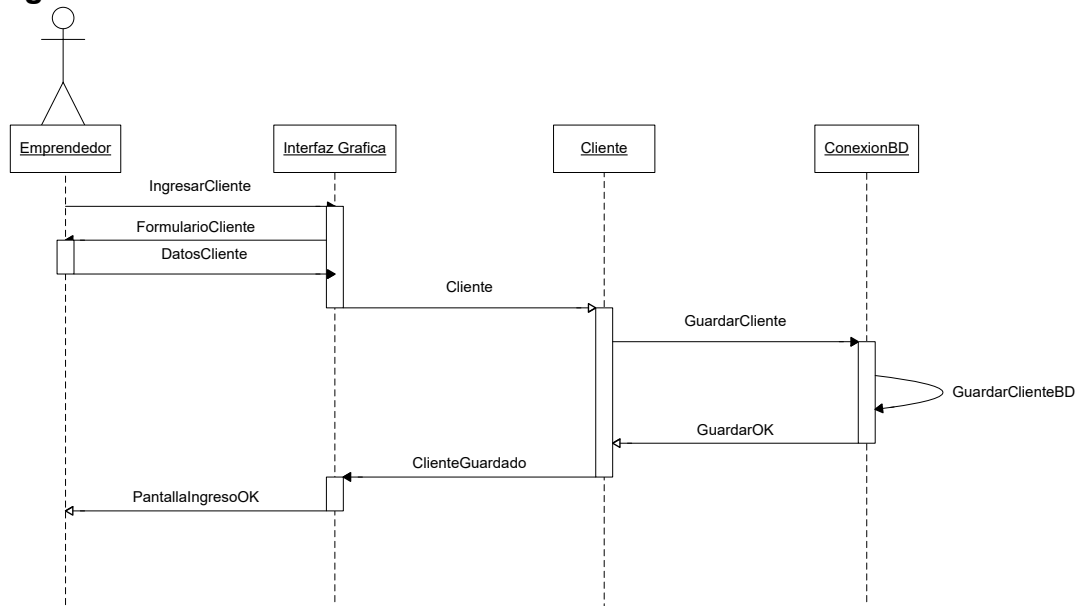 Emprendedor
Interfaz Grafica
Cliente
ConexionBD
IngresarCliente
FormularioCliente
DatosCliente
Cliente
GuardarCliente
GuardarClienteBD
GuardarOK
ClienteGuardado
PantallaIngresoOK